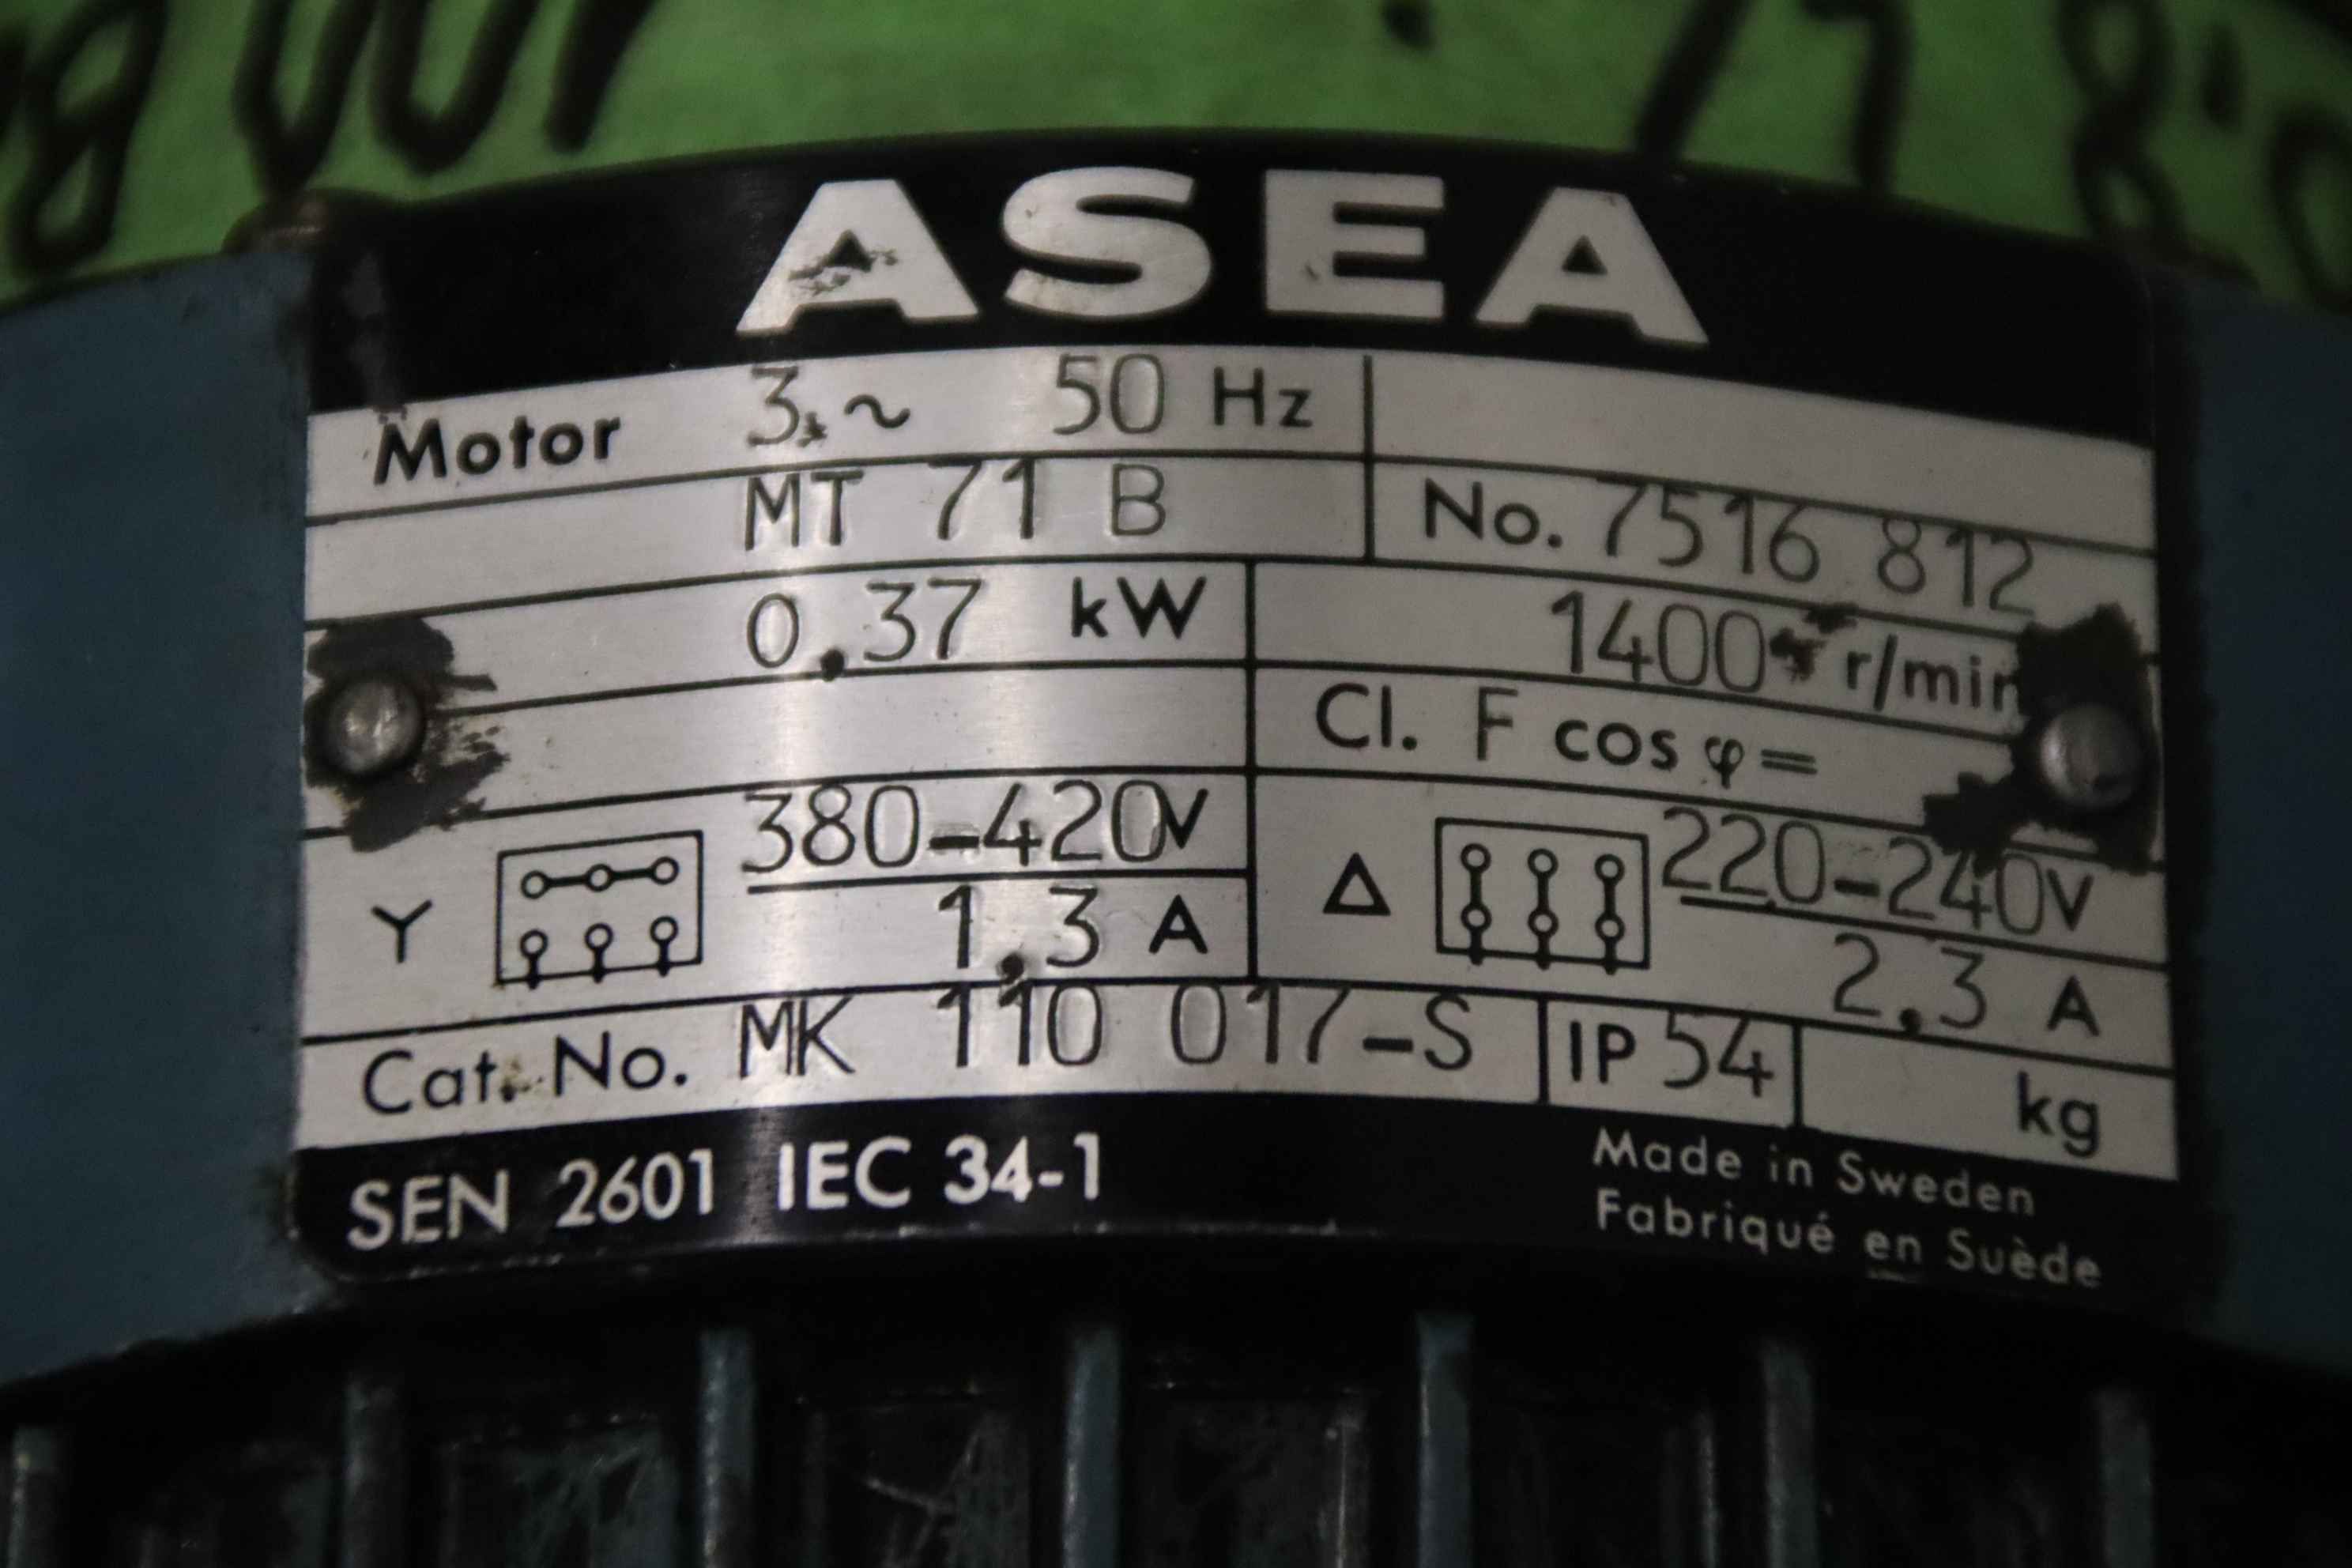 ASEA
Motor 3 ~ 50 Hz
MT 71 B No. 7516 812
0.37 kW 1400 r/min
Cl. F cos φ =
Y 380-420 V Δ 220-240 V
1,3 A 2,3 A
Cat. No. MK 110 017-S IP 54 kg
SEN 2601 IEC 34-1
Made in Sweden
Fabriqué en Suède